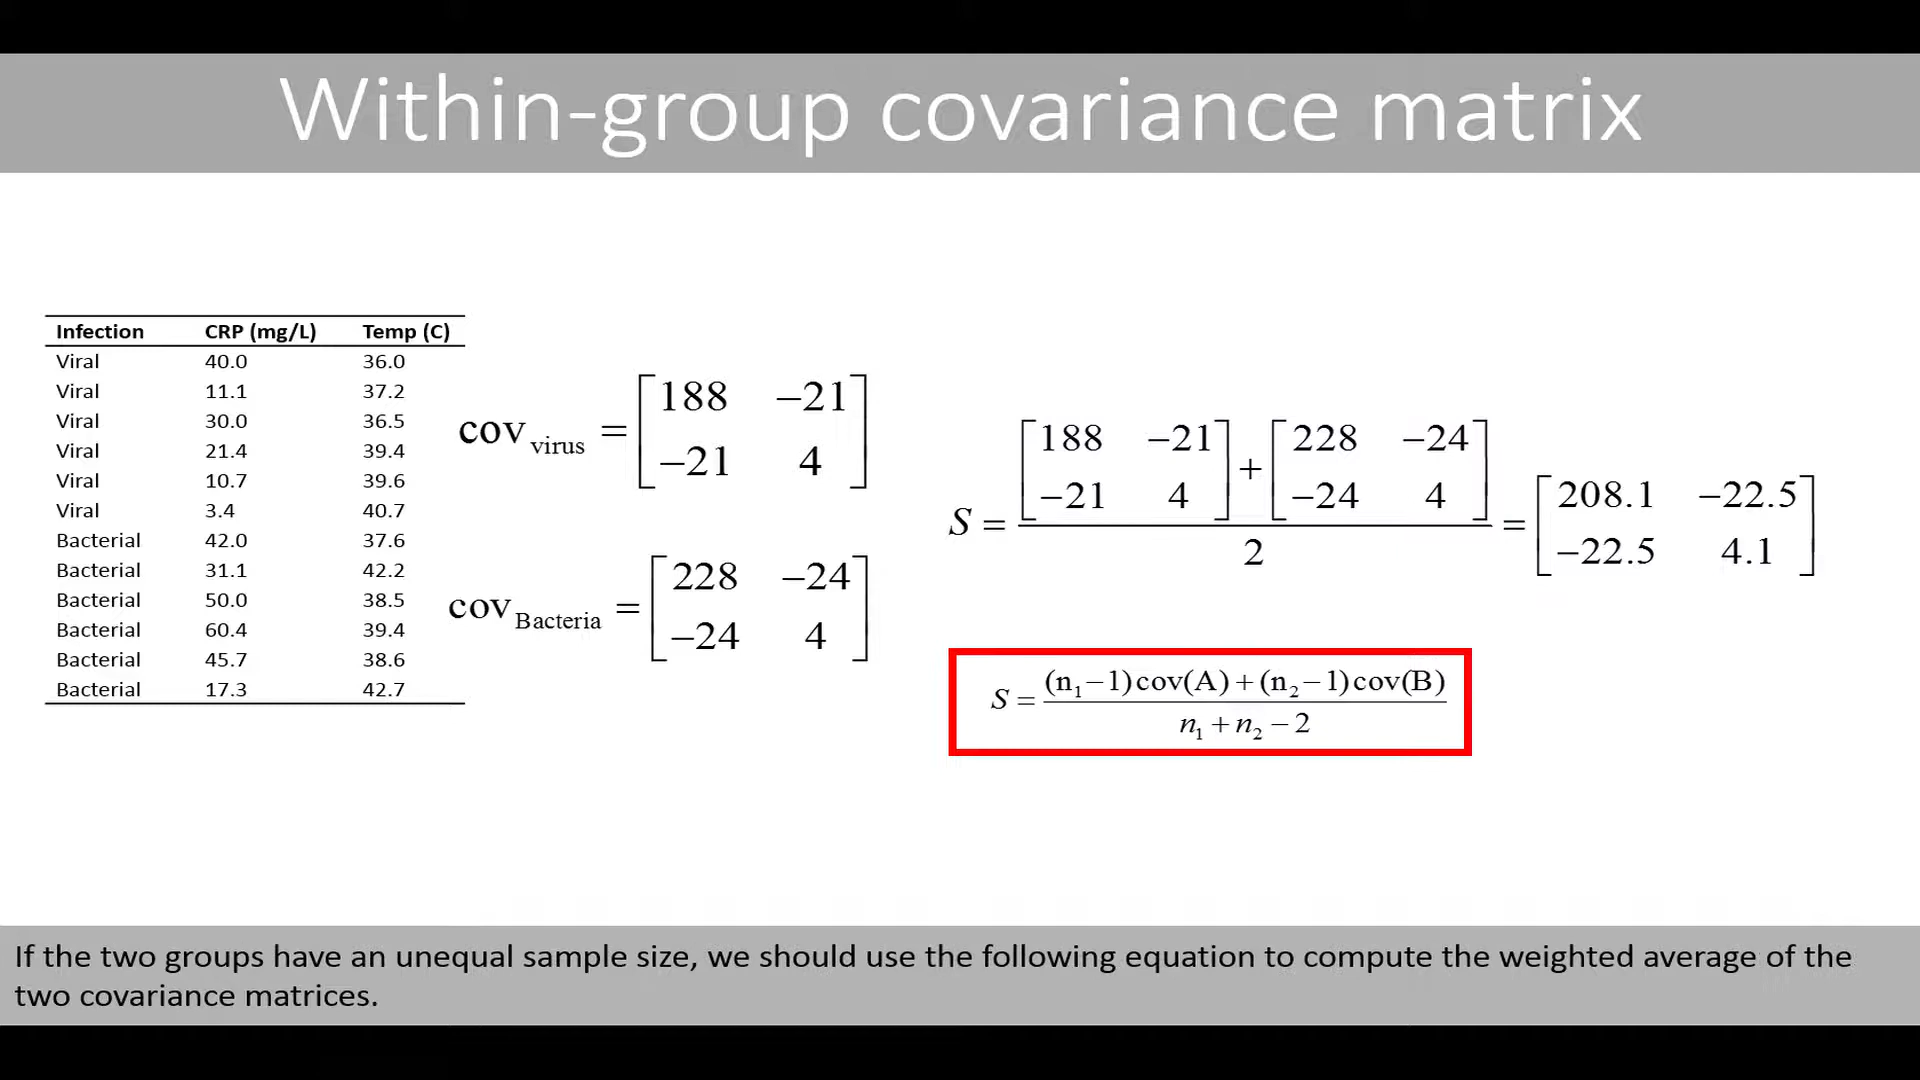 Within-group covariance matrix
Infection CRP (mg/L) Temp (C)
Viral 40.0 36.0
Viral 11.1 37.2
Viral 30.0 36.5
Viral 21.4 39.4
Viral 10.7 39.6
Viral 3.4 40.7
Bacterial 42.0 37.6
Bacterial 31.1 42.2
Bacterial 50.0 38.5
Bacterial 60.4 39.4
Bacterial 45.7 38.6
Bacterial 17.3 42.7
cov virus = [188 −21
−21 4]
cov Bacteria = [228 −24
−24 4]
S = [188 −21 −21 4] + [228 −24 −24 4] / 2 = [208.1 −22.5 −22.5 4.1]
S = (n₁−1)cov(A)+(n₂−1)cov(B) / n₁+n₂−2
If the two groups have an unequal sample size, we should use the following equation to compute the weighted average of the
two covariance matrices.